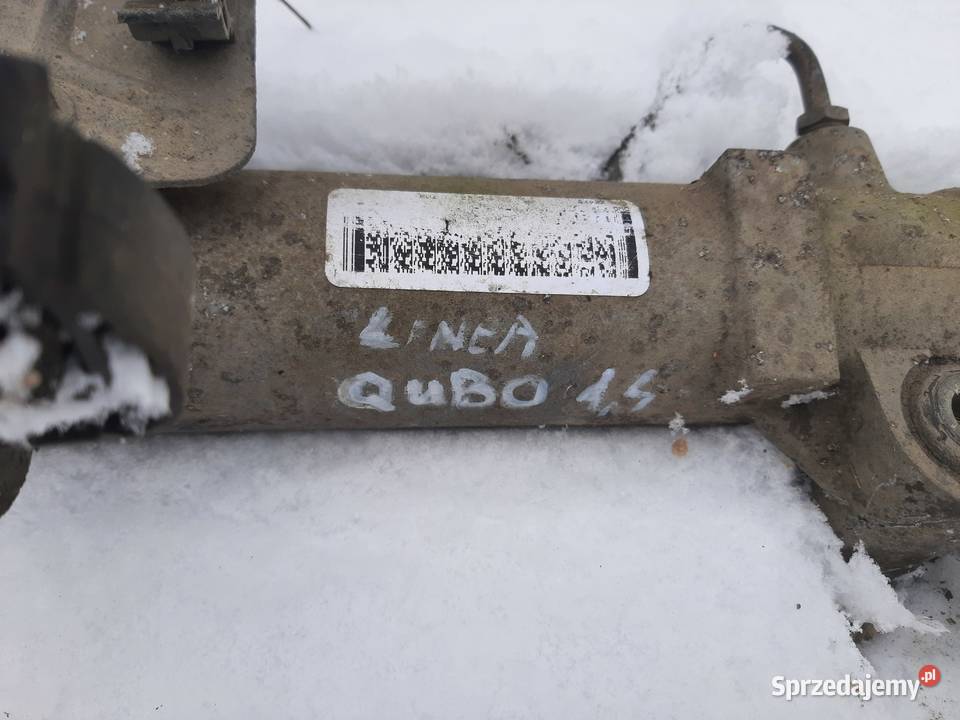 LINEA
QUBO 1,4
Sprzedajemy.pl